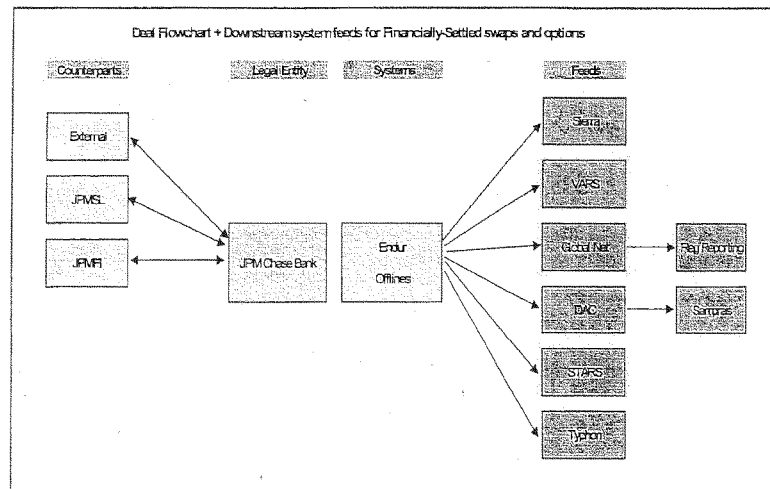 Deal Flowchart + Downstream system feeds for Financially-Settled swaps and options
Counterparts
Legal Entity
Systems
Feeds
External
JPMSL
JPMFI
JPM Chase Bank
Endur
Offlines
Sierra
VARS
Global Net
Reg Reporting
DAC
Sampras
STARS
Typhon